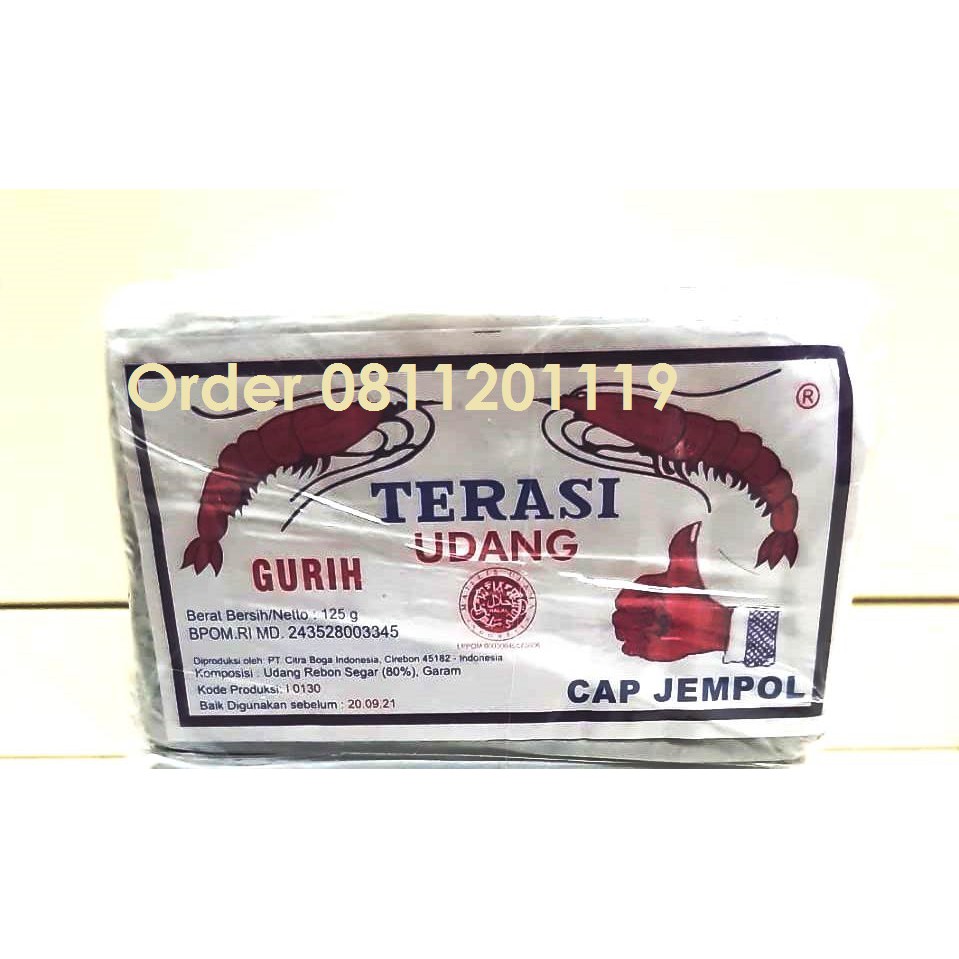 Order 0811201119
®
TERASI
UDANG
GURIH
Berat Bersih/Netto : 125 g
BPOM.RI MD. 243528003345
HALAL
Diproduksi oleh: PT. Citra Boga Indonesia, Cirebon 45182 - Indonesia
Komposisi : Udang Rebon Segar (80%), Garam
Kode Produksi: I 0130
Baik Digunakan sebelum : 20.09.21
CAP JEMPOL